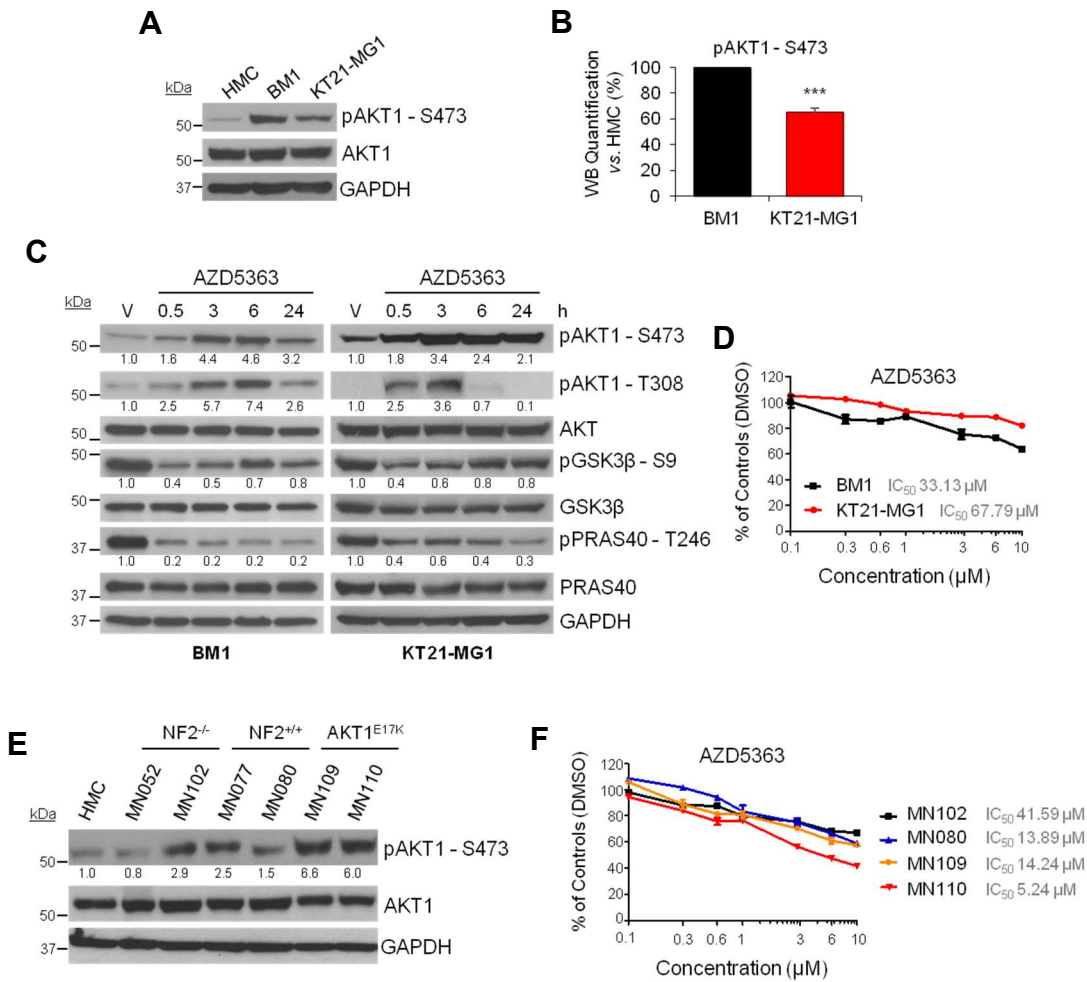 A
kDa
HMC
BM1
KT21-MG1
50
pAKT1 - S473
50
AKT1
37
GAPDH
B
pAKT1 - S473
WB Quantification
vs. HMC (%)
100
80
60
40
20
0
***
BM1 KT21-MG1
C
AZD5363 AZD5363
kDa
V 0.5 3 6 24 V 0.5 3 6 24 h
50 pAKT1 - S473
1.0 1.6 4.4 4.6 3.2 1.0 1.8 3.4 2.4 2.1
50 pAKT1 - T308
1.0 2.5 5.7 7.4 2.6 1.0 2.5 3.6 0.7 0.1
50 AKT
50 pGSK3β - S9
1.0 0.4 0.5 0.7 0.8 1.0 0.4 0.6 0.8 0.8
50 GSK3β
37 pPRAS40 - T246
1.0 0.2 0.2 0.2 0.2 1.0 0.4 0.6 0.4 0.3
37 PRAS40
37 GAPDH
BM1 KT21-MG1
D
AZD5363
% of Controls (DMSO)
120
100
80
60
40
20
0
BM1 IC50 33.13 µM
KT21-MG1 IC50 67.79 µM
0.1 0.3 0.6 1 3 6 10
Concentration (µM)
E
NF2-/- NF2+/+ AKT1E17K
kDa
HMC
MN052
MN102
MN077
MN080
MN109
MN110
50 pAKT1 - S473
1.0 0.8 2.9 2.5 1.5 6.6 6.0
50 AKT1
37 GAPDH
F
AZD5363
% of Controls (DMSO)
120
100
80
60
40
20
0
MN102 IC50 41.59 µM
MN080 IC50 13.89 µM
MN109 IC50 14.24 µM
MN110 IC50 5.24 µM
0.1 0.3 0.6 1 3 6 10
Concentration (µM)